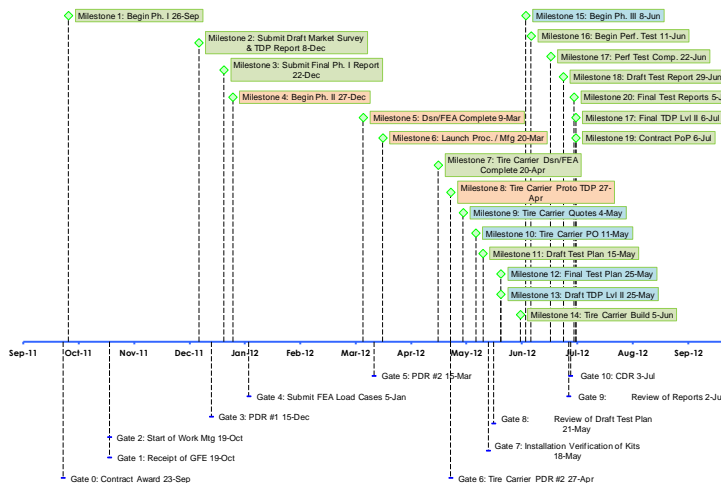 Milestone 1: Begin Ph. I 26-Sep
Milestone 15: Begin Ph. III 8-Jun
Milestone 2: Submit Draft Market Survey
& TDP Report 8-Dec
Milestone 16: Begin Perf. Test 11-Jun
Milestone 17: Perf Test Comp. 22-Jun
Milestone 3: Submit Final Ph. I Report
22-Dec
Milestone 18: Draft Test Report 29-Jun
Milestone 4: Begin Ph. II 27-Dec
Milestone 20: Final Test Reports 5-J
Milestone 5: Dsn/FEA Complete 9-Mar
Milestone 17: Final TDP Lvl II 6-Jul
Milestone 6: Launch Proc. / Mfg 20-Mar
Milestone 19: Contract PoP 6-Jul
Milestone 7: Tire Carrier Dsn/FEA
Complete 20-Apr
Milestone 8: Tire Carrier Proto TDP 27-
Apr
Milestone 9: Tire Carrier Quotes 4-May
Milestone 10: Tire Carrier PO 11-May
Milestone 11: Draft Test Plan 15-May
Milestone 12: Final Test Plan 25-May
Milestone 13: Draft TDP Lvl II 25-May
Milestone 14: Tire Carrier Build 5-Jun
Sep-11 Oct-11 Nov-11 Dec-11 Jan-12 Feb-12 Mar-12 Apr-12 May-12 Jun-12 Jul-12 Aug-12 Sep-12
Gate 5: PDR #2 15-Mar
Gate 10: CDR 3-Jul
Gate 4: Submit FEA Load Cases 5-Jan
Gate 9: Review of Reports 2-Ju
Gate 3: PDR #1 15-Dec
Gate 8: Review of Draft Test Plan
21-May
Gate 2: Start of Work Mtg 19-Oct
Gate 7: Installation Verification of Kits
18-May
Gate 1: Receipt of GFE 19-Oct
Gate 0: Contract Award 23-Sep
Gate 6: Tire Carrier PDR #2 27-Apr